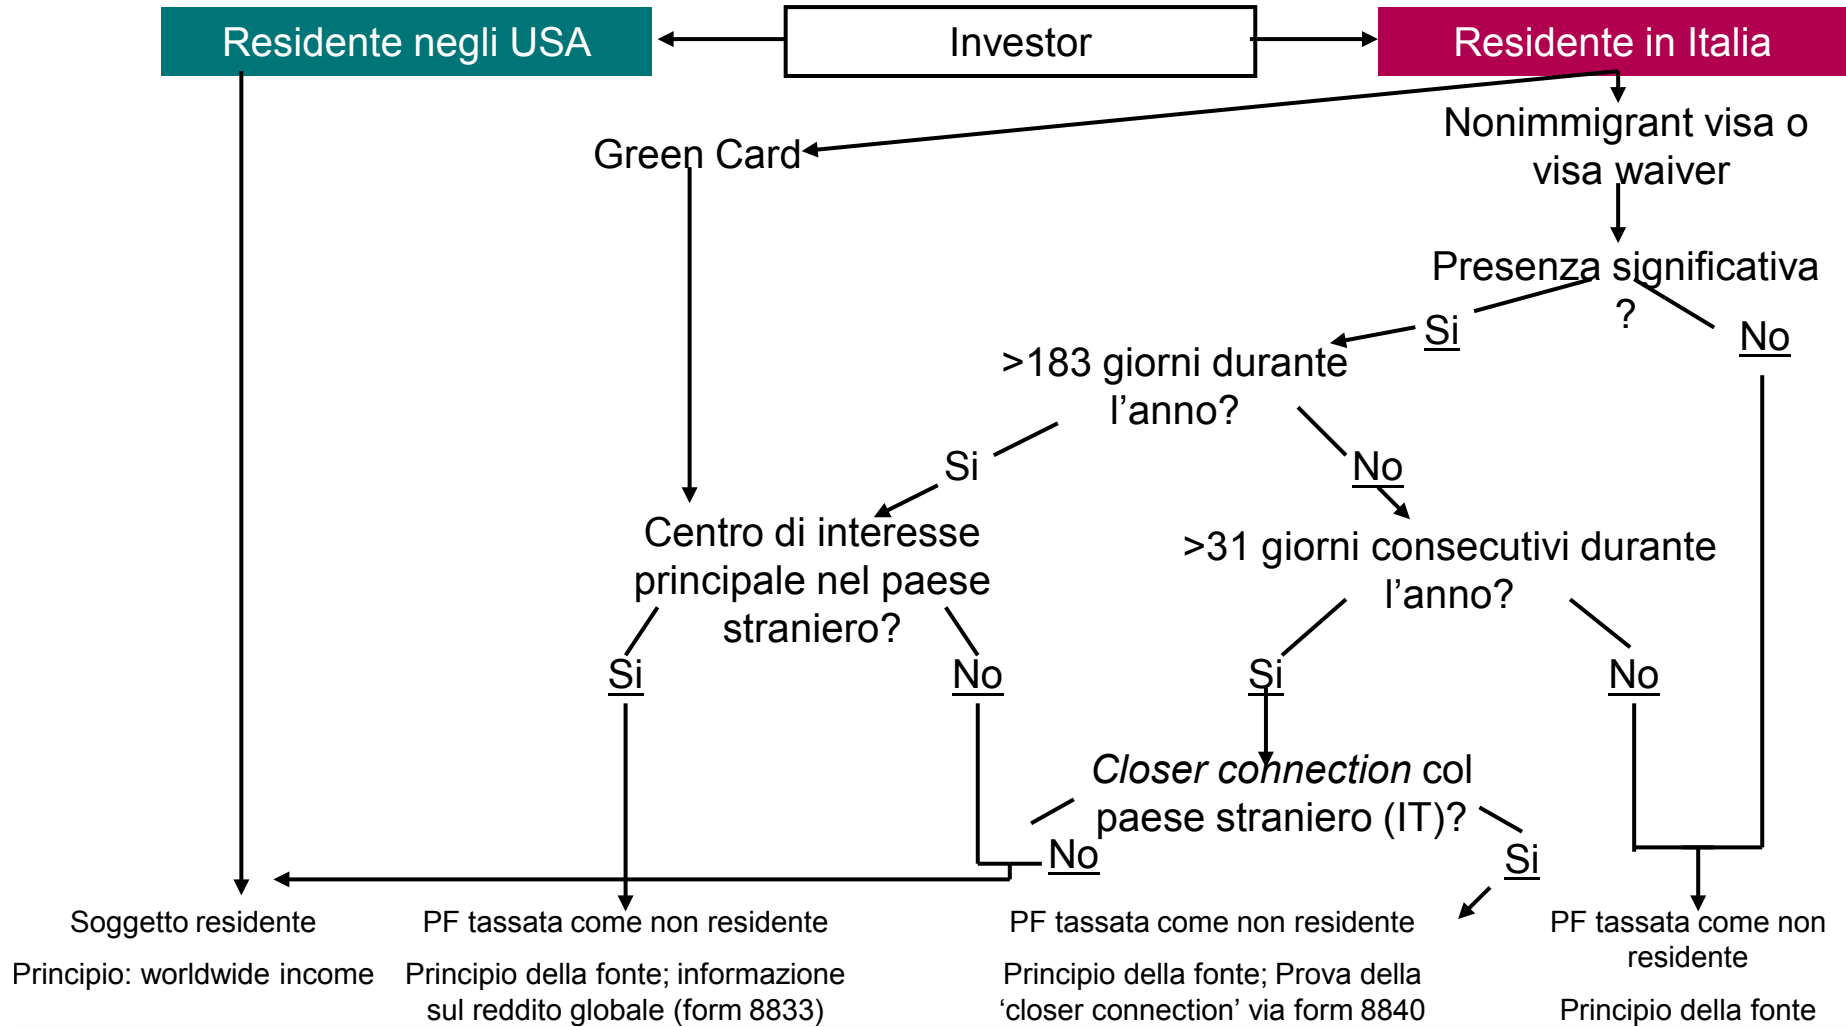 Residente negli USA
Investor
Residente in Italia
Green Card
Nonimmigrant visa o
visa waiver
Presenza significativa
?
Si
No
>183 giorni durante
l’anno?
Si
No
Centro di interesse
principale nel paese
straniero?
>31 giorni consecutivi durante
l’anno?
Si
No
Si
No
Closer connection col
paese straniero (IT)?
No
Si
Soggetto residente
Principio: worldwide income
PF tassata come non residente
Principio della fonte; informazione
sul reddito globale (form 8833)
PF tassata come non residente
Principio della fonte; Prova della
‘closer connection’ via form 8840
PF tassata come non
residente
Principio della fonte